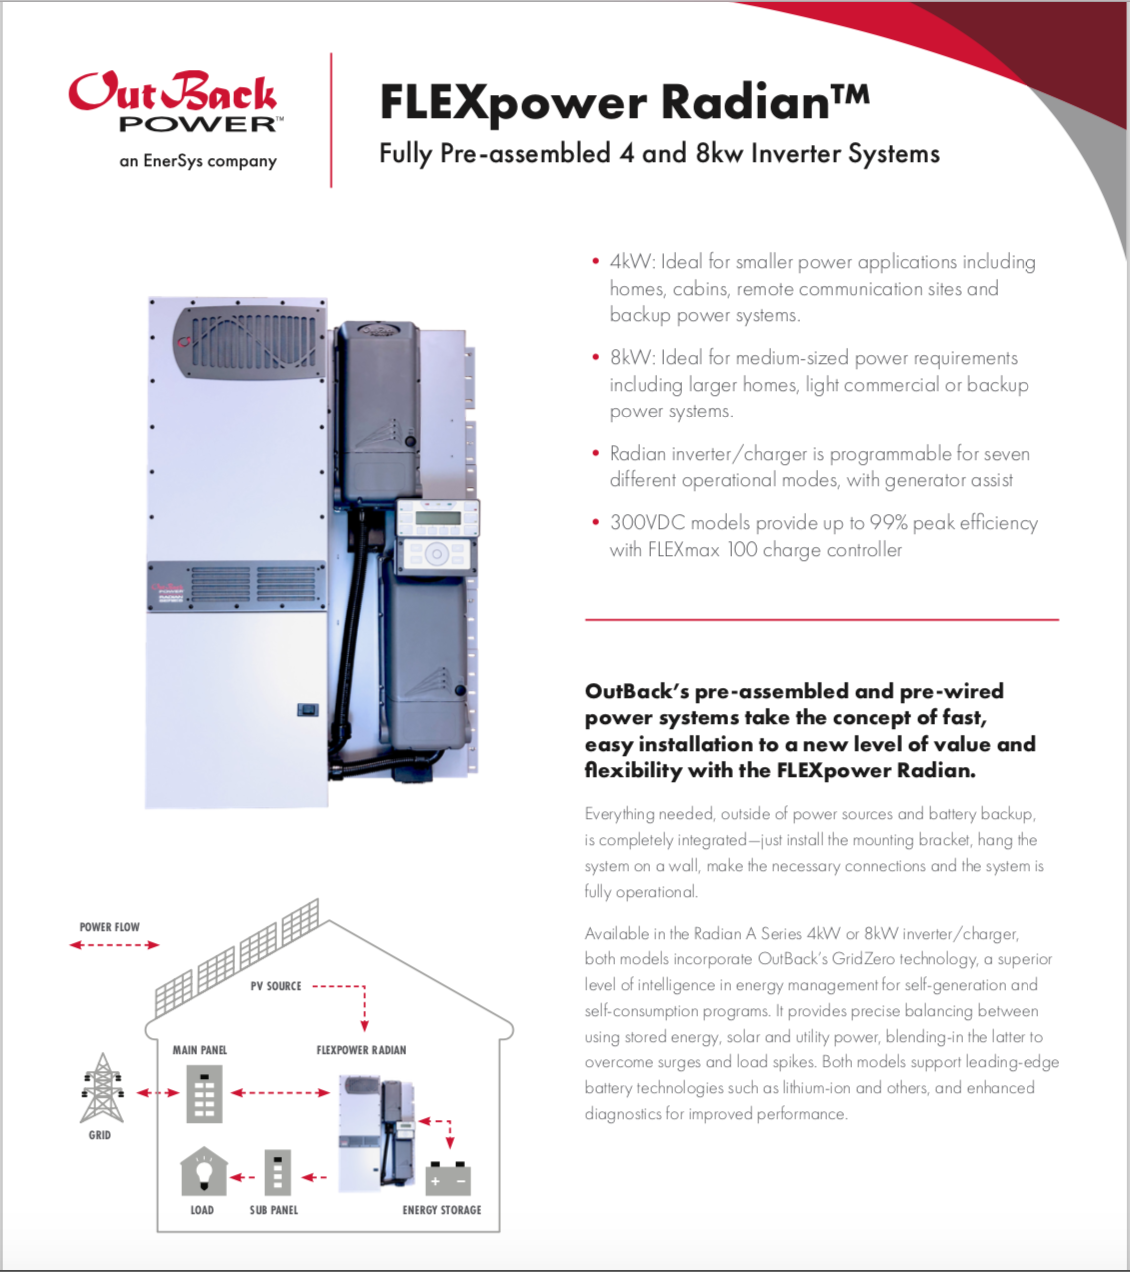 OutBack
POWER™
an EnerSys company
FLEXpower Radian™
Fully Pre-assembled 4 and 8kw Inverter Systems
• 4kW: Ideal for smaller power applications including
homes, cabins, remote communication sites and
backup power systems.
• 8kW: Ideal for medium-sized power requirements
including larger homes, light commercial or backup
power systems.
• Radian inverter/charger is programmable for seven
different operational modes, with generator assist
• 300VDC models provide up to 99% peak efficiency
with FLEXmax 100 charge controller
OutBack
OutBack
POWER
RADIAN
SERIES
OutBack's pre-assembled and pre-wired
power systems take the concept of fast,
easy installation to a new level of value and
flexibility with the FLEXpower Radian.
Everything needed, outside of power sources and battery backup,
is completely integrated—just install the mounting bracket, hang the
system on a wall, make the necessary connections and the system is
fully operational.
Available in the Radian A Series 4kW or 8kW inverter/charger,
both models incorporate OutBack's GridZero technology, a superior
level of intelligence in energy management for self-generation and
self-consumption programs. It provides precise balancing between
using stored energy, solar and utility power, blending-in the latter to
overcome surges and load spikes. Both models support leading-edge
battery technologies such as lithium-ion and others, and enhanced
diagnostics for improved performance.
POWER FLOW
PV SOURCE
MAIN PANEL
FLEXPOWER RADIAN
GRID
+ −
LOAD
SUB PANEL
ENERGY STORAGE